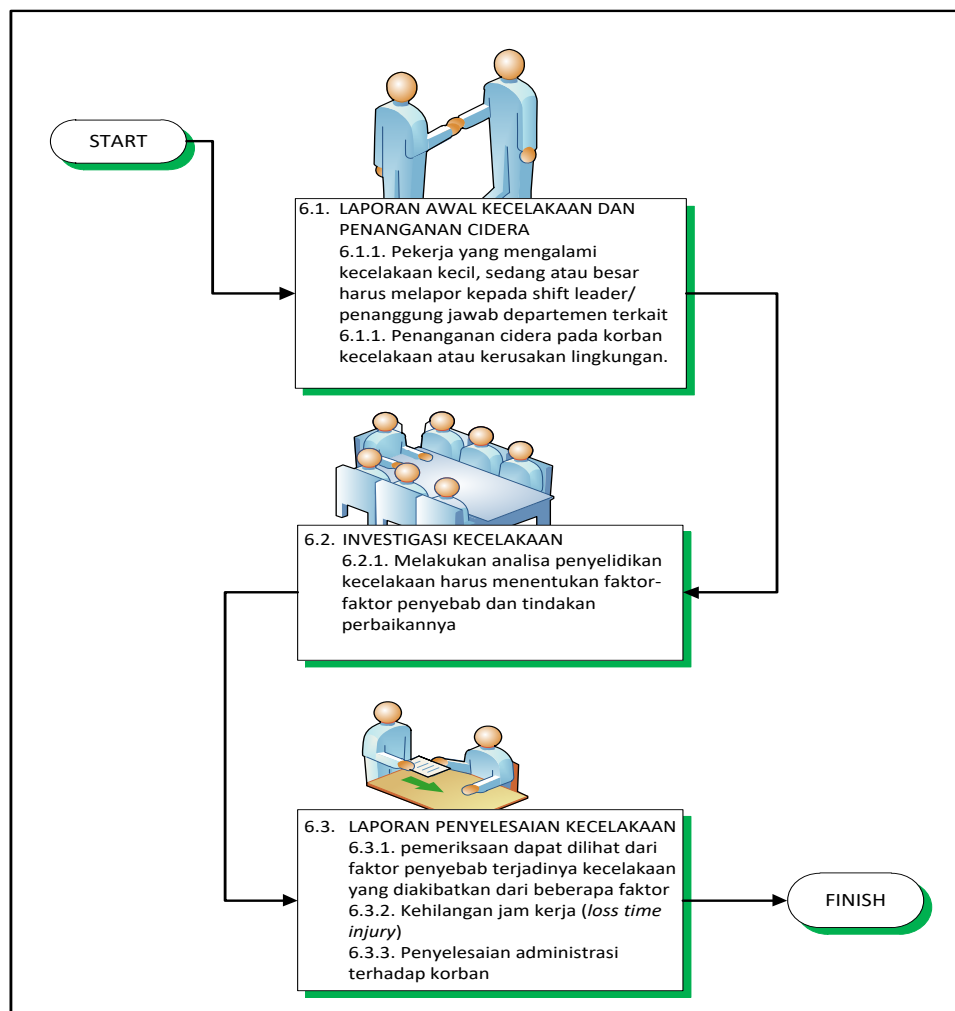 START
6.1. LAPORAN AWAL KECELAKAAN DAN
PENANGANAN CIDERA
6.1.1. Pekerja yang mengalami
kecelakaan kecil, sedang atau besar
harus melapor kepada shift leader/
penanggung jawab departemen terkait
6.1.1. Penanganan cidera pada korban
kecelakaan atau kerusakan lingkungan.
6.2. INVESTIGASI KECELAKAAN
6.2.1. Melakukan analisa penyelidikan
kecelakaan harus menentukan faktor-
faktor penyebab dan tindakan
perbaikannya
6.3. LAPORAN PENYELESAIAN KECELAKAAN
6.3.1. pemeriksaan dapat dilihat dari
faktor penyebab terjadinya kecelakaan
yang diakibatkan dari beberapa faktor
6.3.2. Kehilangan jam kerja (loss time
injury)
6.3.3. Penyelesaian administrasi
terhadap korban
FINISH